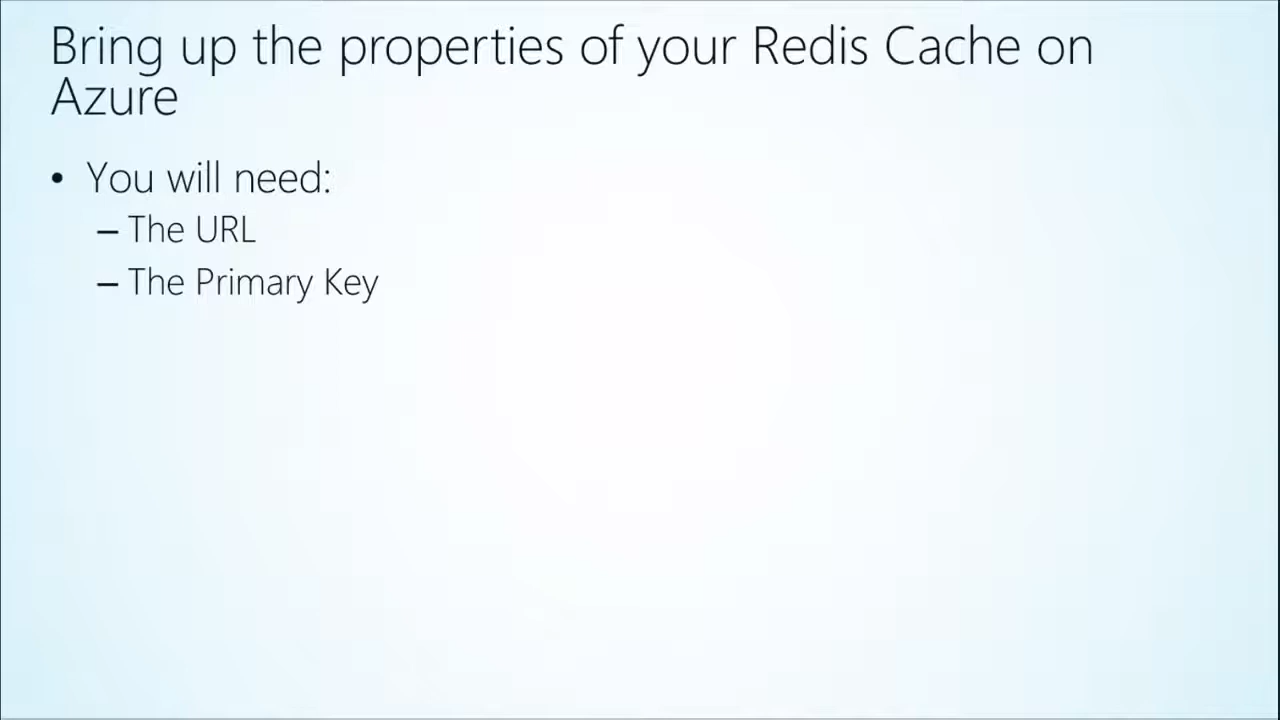 Bring up the properties of your Redis Cache on
Azure
• You will need:
– The URL
– The Primary Key